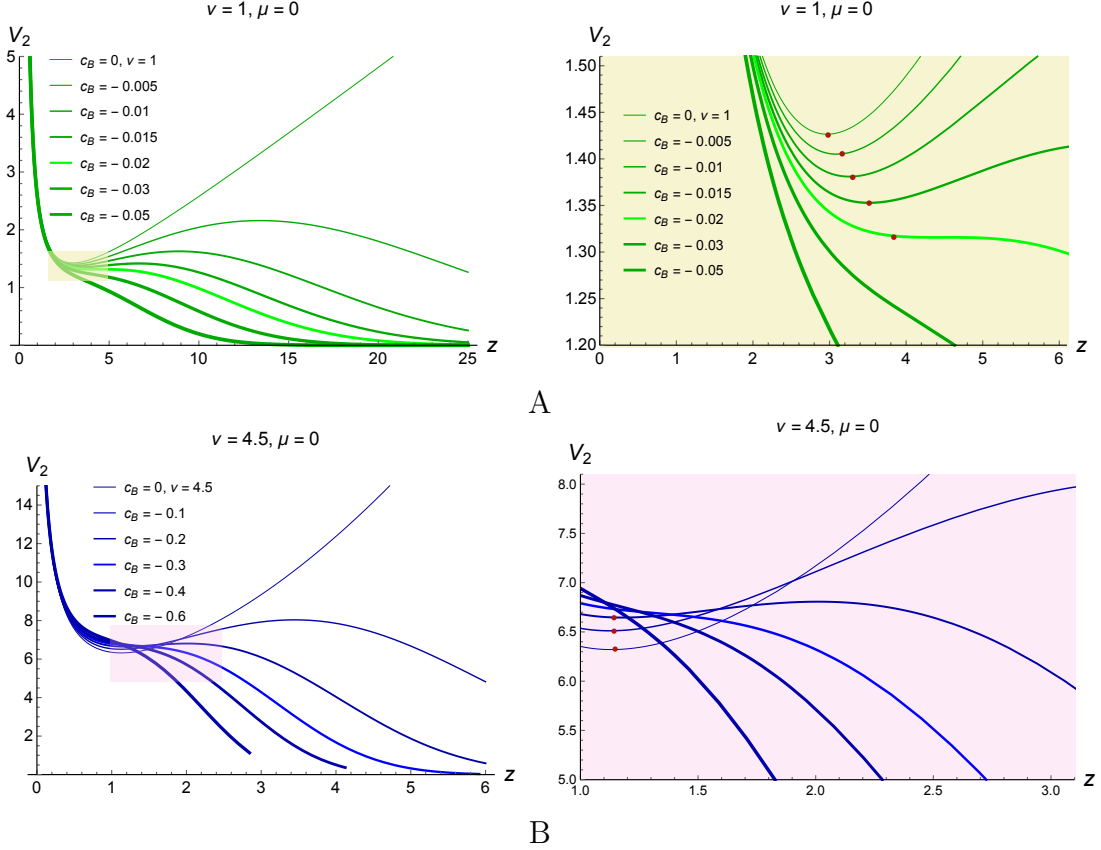 ν = 1, μ = 0
V₂
c_B = 0, ν = 1
c_B = − 0.005
c_B = − 0.01
c_B = − 0.015
c_B = − 0.02
c_B = − 0.03
c_B = − 0.05
5
4
3
2
1
0 5 10 15 20 25 z
ν = 1, μ = 0
V₂
c_B = 0, ν = 1
c_B = − 0.005
c_B = − 0.01
c_B = − 0.015
c_B = − 0.02
c_B = − 0.03
c_B = − 0.05
1.50
1.45
1.40
1.35
1.30
1.25
1.20
0 1 2 3 4 5 6 z
A
ν = 4.5, μ = 0
V₂
c_B = 0, ν = 4.5
c_B = − 0.1
c_B = − 0.2
c_B = − 0.3
c_B = − 0.4
c_B = − 0.6
14
12
10
8
6
4
2
0 1 2 3 4 5 6 z
ν = 4.5, μ = 0
V₂
8.0
7.5
7.0
6.5
6.0
5.5
5.0
1.0 1.5 2.0 2.5 3.0 z
B